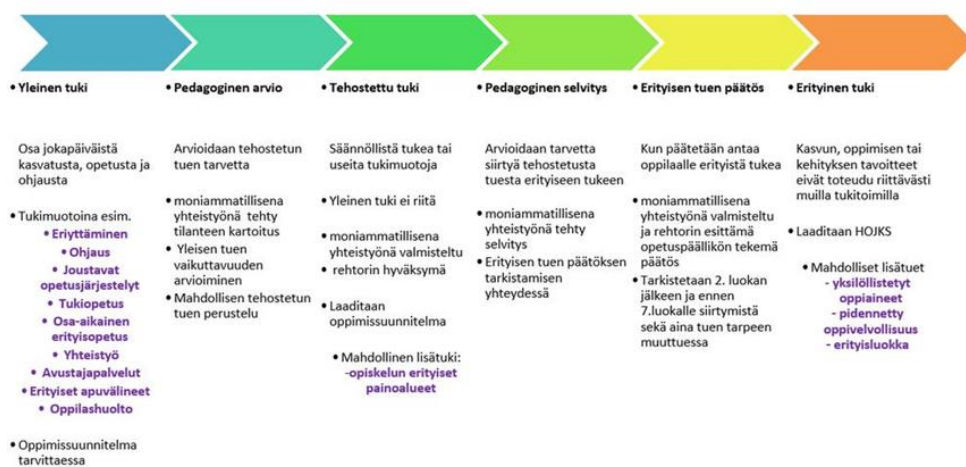 • Yleinen tuki
Osa jokapäiväistä
kasvatusta, opetusta ja
ohjausta
• Tukimuotoina esim.
• Eriyttäminen
• Ohjaus
• Joustavat
opetusjärjestelyt
• Tukiopetus
• Osa-aikainen
erityisopetus
• Yhteistyö
• Avustajapalvelut
• Erityiset apuvälineet
• Oppilashuolto
• Oppimissuunnitelma
tarvittaessa
• Pedagoginen arvio
Arvioidaan tehostetun
tuen tarvetta
• moniammatillisena
yhteistyönä tehty
tilanteen kartoitus
• Yleisen tuen
vaikuttavuuden
arvioiminen
• Mahdollisen tehostetun
tuen perustelu
• Tehostettu tuki
Säännöllistä tukea tai
useita tukimuotoja
• Yleinen tuki ei riitä
• moniammatillisena
yhteistyönä valmisteltu
• rehtorin hyväksymä
• Laaditaan
oppimissuunnitelma
• Mahdollinen lisätuki:
-opiskelun erityiset
painoalueet
• Pedagoginen selvitys
Arvioidaan tarvetta
siirtyä tehostetusta
tuesta erityiseen tukeen
• moniammatillisena
yhteistyönä tehty
selvitys
• Erityisen tuen päätöksen
tarkistamisen
yhteydessä
• Erityisen tuen päätös
Kun päätetään antaa
oppilaalle erityistä tukea
• moniammatillisena
yhteistyönä valmisteltu
ja rehtorin esittämä
opetuspäällikön tekemä
päätös
• Tarkistetaan 2. luokan
jälkeen ja ennen
7.luokalle siirtymistä
sekä aina tuen tarpeen
muuttuessa
• Erityinen tuki
Kasvun, oppimisen tai
kehityksen tavoitteet
eivät toteudu riittävästi
muilla tukitoimilla
• Laaditaan HOJKS
• Mahdolliset lisätuet
- yksilöllistetyt
oppiaineet
- pidennetty
oppivelvollisuus
- erityisluokka